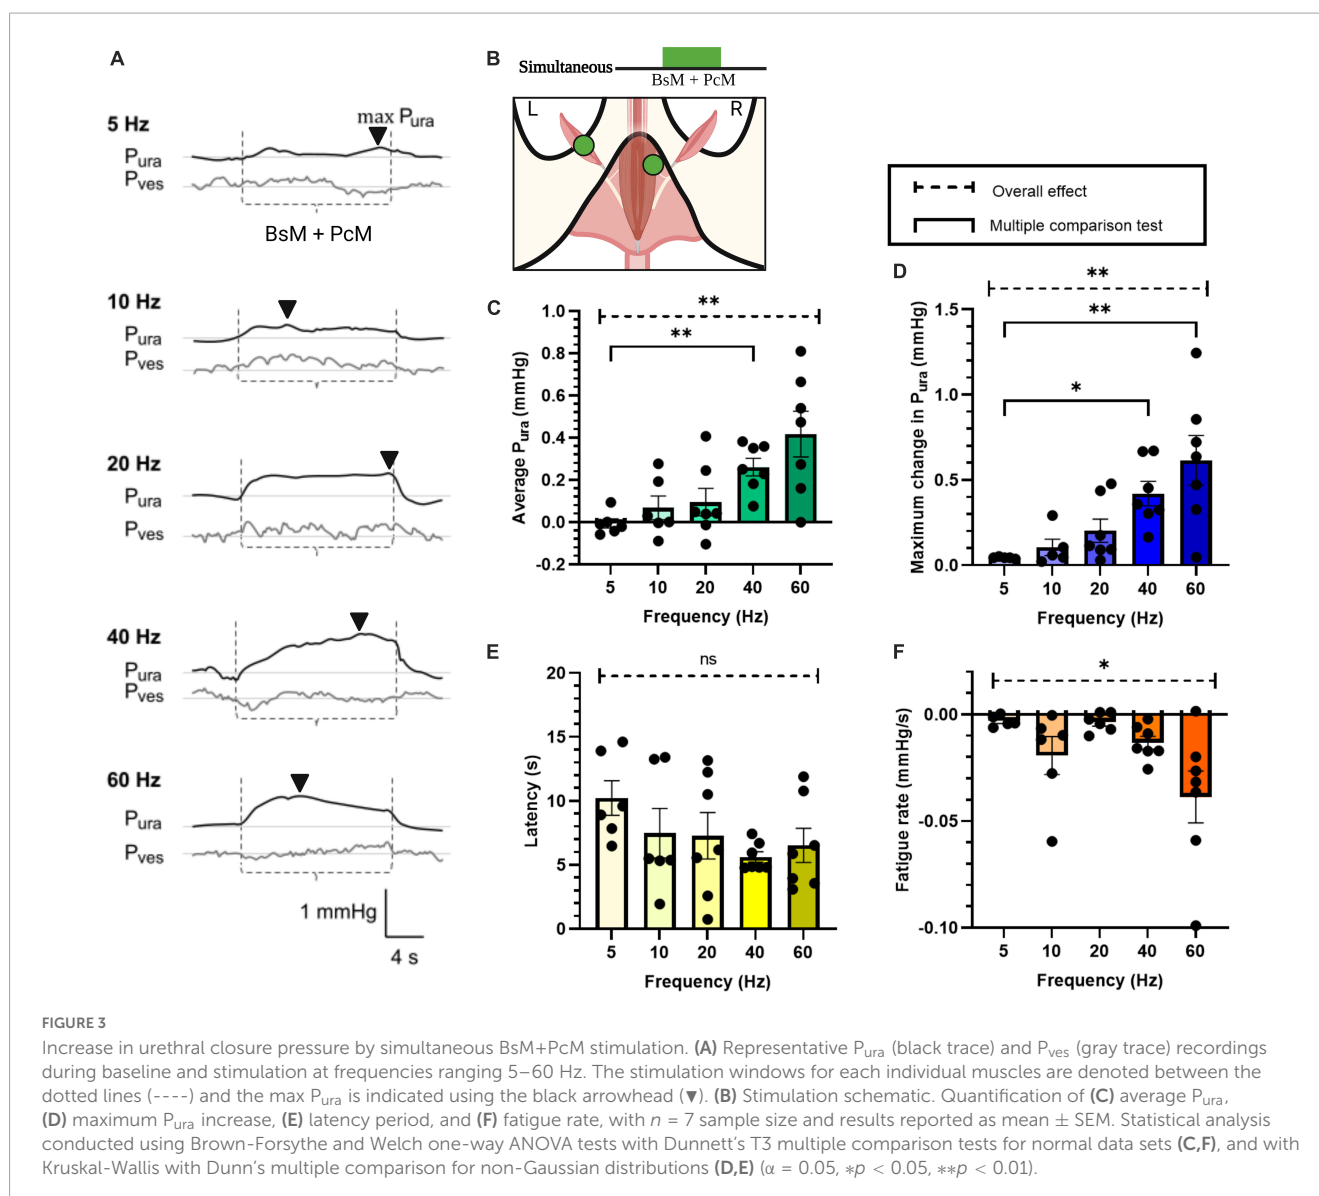 A
5 Hz
max Pura
Pura
Pves
BsM + PcM
10 Hz
Pura
Pves
20 Hz
Pura
Pves
40 Hz
Pura
Pves
60 Hz
Pura
Pves
1 mmHg
4 s
B
Simultaneous
BsM + PcM
L
R
Overall effect
Multiple comparison test
C
**
**
1.0
0.8
0.6
0.4
0.2
0.0
-0.2
Average Pura (mmHg)
5 10 20 40 60
Frequency (Hz)
D
**
**
*
1.5
1.0
0.5
0.0
Maximum change in Pura (mmHg)
5 10 20 40 60
Frequency (Hz)
E
ns
20
15
10
5
0
Latency (s)
5 10 20 40 60
Frequency (Hz)
F
*
0.00
-0.05
-0.10
Fatigue rate (mmHg/s)
5 10 20 40 60
Frequency (Hz)
FIGURE 3
Increase in urethral closure pressure by simultaneous BsM+PcM stimulation. (A) Representative Pura (black trace) and Pves (gray trace) recordings
during baseline and stimulation at frequencies ranging 5–60 Hz. The stimulation windows for each individual muscles are denoted between the
dotted lines (----) and the max Pura is indicated using the black arrowhead (▼). (B) Stimulation schematic. Quantification of (C) average Pura,
(D) maximum Pura increase, (E) latency period, and (F) fatigue rate, with n = 7 sample size and results reported as mean ± SEM. Statistical analysis
conducted using Brown-Forsythe and Welch one-way ANOVA tests with Dunnett's T3 multiple comparison tests for normal data sets (C,F), and with
Kruskal-Wallis with Dunn's multiple comparison for non-Gaussian distributions (D,E) (α = 0.05, *p < 0.05, **p < 0.01).